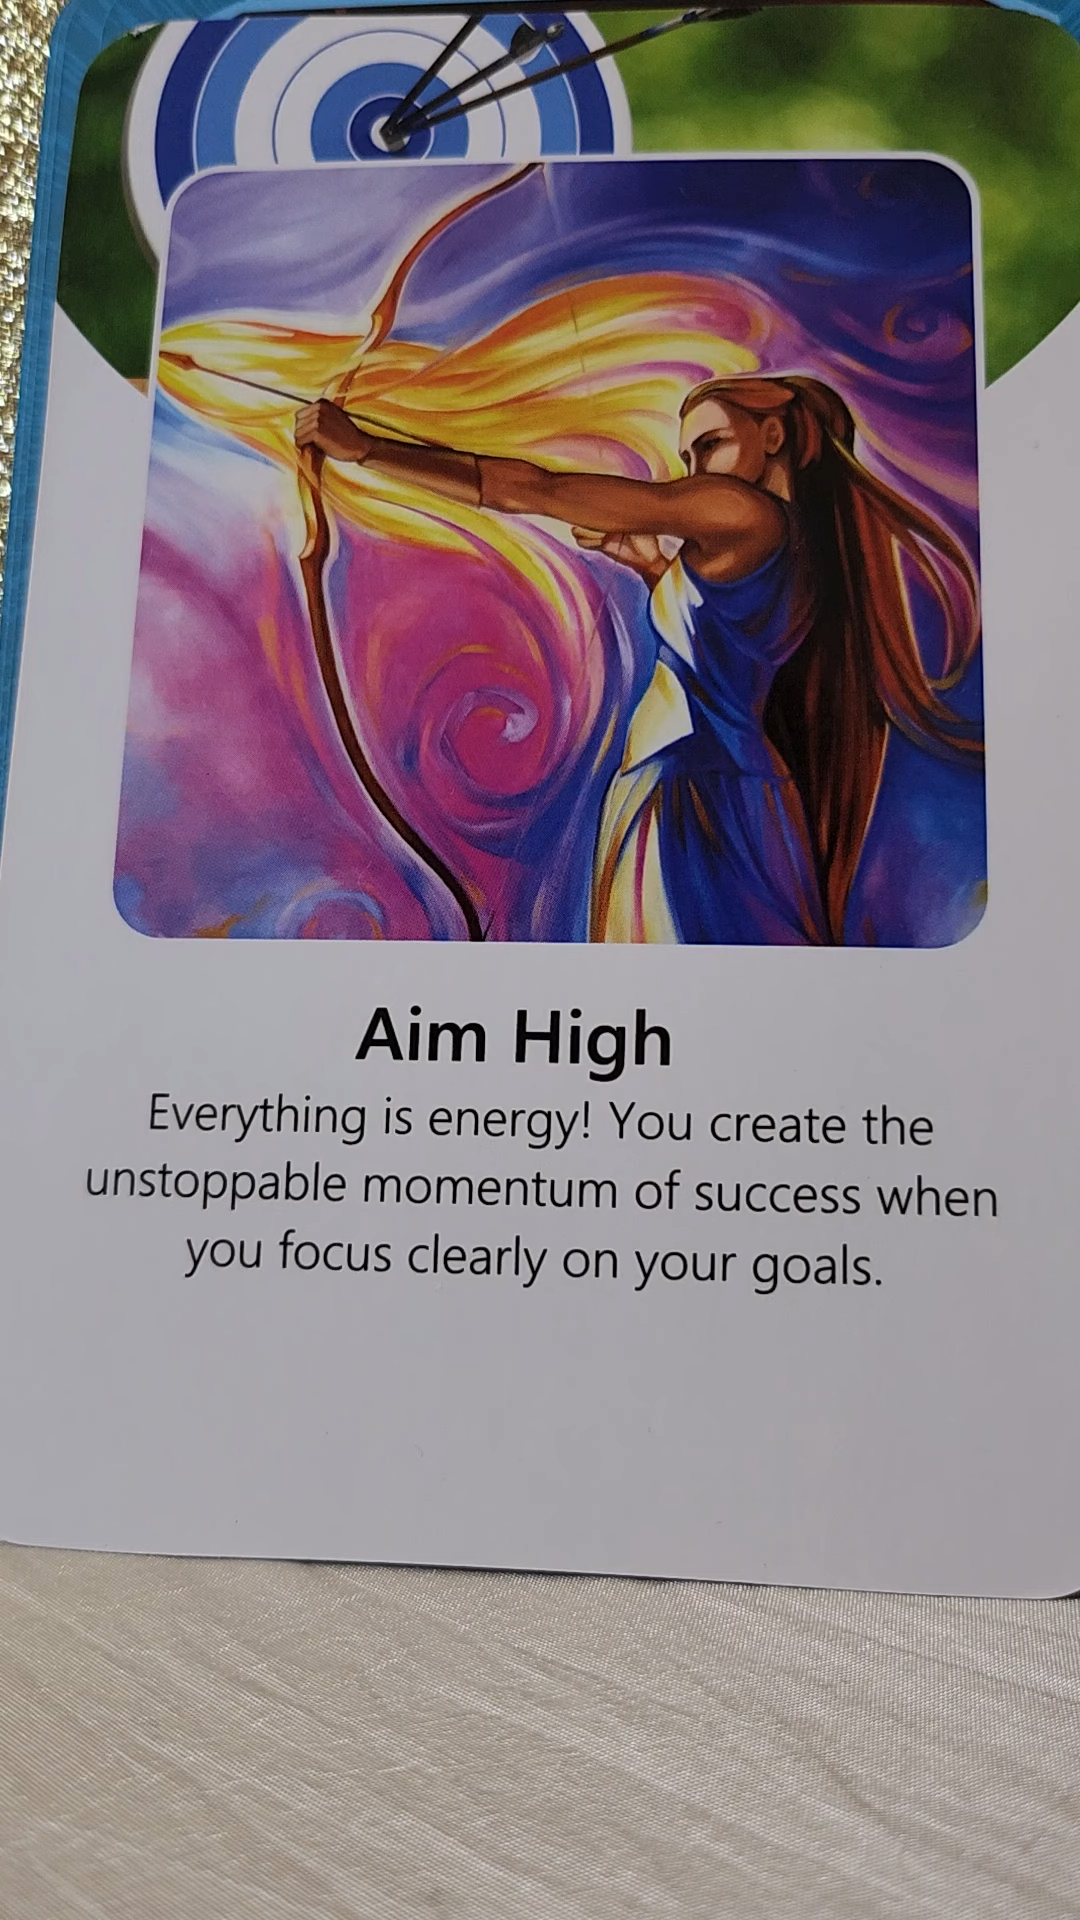 Aim High
Everything is energy! You create the
unstoppable momentum of success when
you focus clearly on your goals.